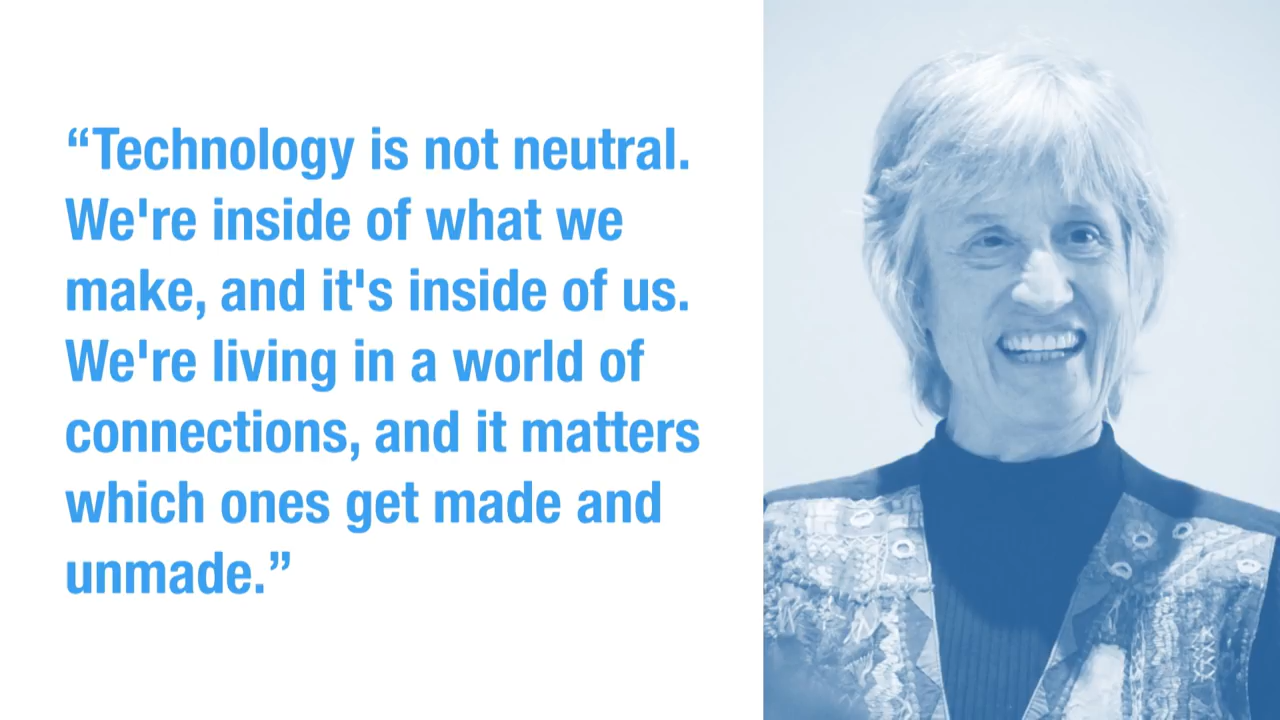 “Technology is not neutral.
We're inside of what we
make, and it's inside of us.
We're living in a world of
connections, and it matters
which ones get made and
unmade.”